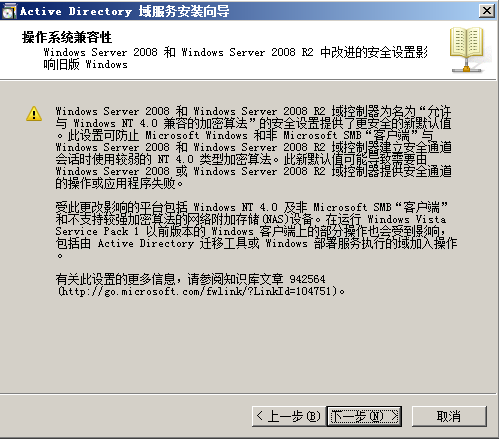 Active Directory 域服务安装向导
操作系统兼容性
Windows Server 2008 和 Windows Server 2008 R2 中改进的安全设置影
响旧版 Windows
Windows Server 2008 和 Windows Server 2008 R2 域控制器为名为“允许
与 Windows NT 4.0 兼容的加密算法”的安全设置提供了更安全的新默认值
。此设置可防止 Microsoft Windows 和非 Microsoft SMB“客户端”与
Windows Server 2008 和 Windows Server 2008 R2 域控制器建立安全通道
会话时使用较弱的 NT 4.0 类型加密算法。此新默认值可能导致需要由
Windows Server 2008 或 Windows Server 2008 R2 域控制器提供安全通道
的操作或应用程序失败。
受此更改影响的平台包括 Windows NT 4.0 及非 Microsoft SMB“客户端”
和不支持较强加密算法的网络附加存储(NAS)设备。在运行 Windows Vista
Service Pack 1 以前版本的 Windows 客户端上的部分操作也会受到影响，
包括由 Active Directory 迁移工具或 Windows 部署服务执行的域加入操作
。
有关此设置的更多信息，请参阅知识库文章 942564
(http://go.microsoft.com/fwlink/?LinkId=104751)。
< 上一步(B) 下一步(N) > 取消